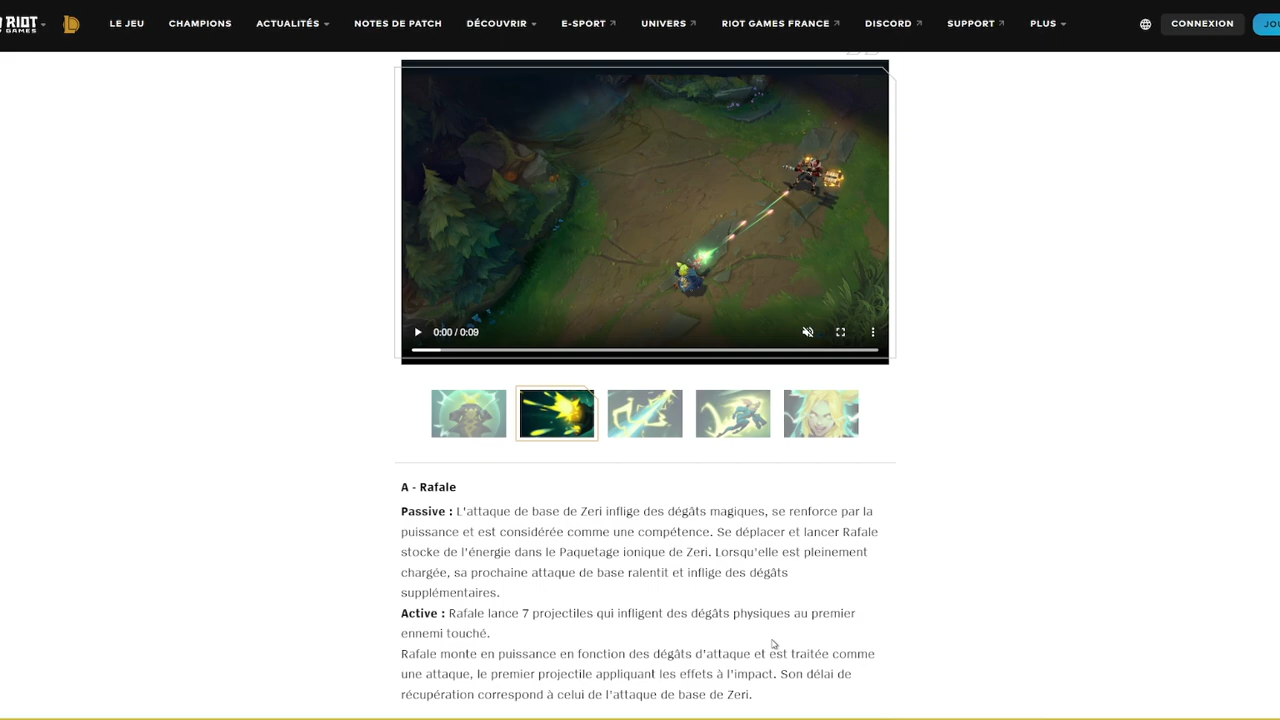 RIOT
GAMES
LE JEU
CHAMPIONS
ACTUALITÉS
NOTES DE PATCH
DÉCOUVRIR
E-SPORT
UNIVERS
RIOT GAMES FRANCE
DISCORD
SUPPORT
PLUS
CONNEXION
JOU
0:00 / 0:09
A - Rafale
Passive : L'attaque de base de Zeri inflige des dégâts magiques, se renforce par la
puissance et est considérée comme une compétence. Se déplacer et lancer Rafale
stocke de l'énergie dans le Paquetage ionique de Zeri. Lorsqu'elle est pleinement
chargée, sa prochaine attaque de base ralentit et inflige des dégâts
supplémentaires.
Active : Rafale lance 7 projectiles qui infligent des dégâts physiques au premier
ennemi touché.
Rafale monte en puissance en fonction des dégâts d'attaque et est traitée comme
une attaque, le premier projectile appliquant les effets à l'impact. Son délai de
récupération correspond à celui de l'attaque de base de Zeri.